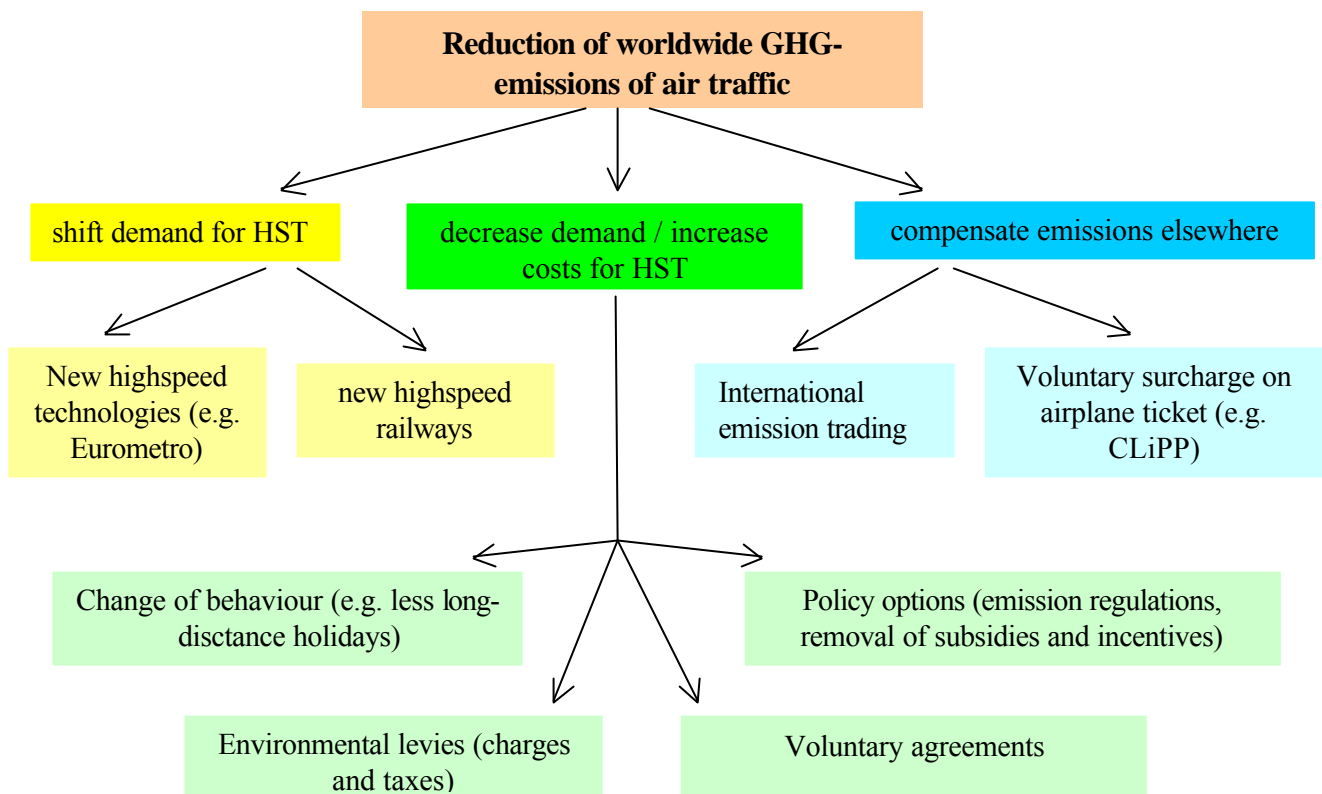 Reduction of worldwide GHG-
emissions of air traffic
shift demand for HST
decrease demand / increase
costs for HST
compensate emissions elsewhere
New highspeed
technologies (e.g.
Eurometro)
new highspeed
railways
International
emission trading
Voluntary surcharge on
airplane ticket (e.g.
CLiPP)
Change of behaviour (e.g. less long-
disctance holidays)
Policy options (emission regulations,
removal of subsidies and incentives)
Environmental levies (charges
and taxes)
Voluntary agreements